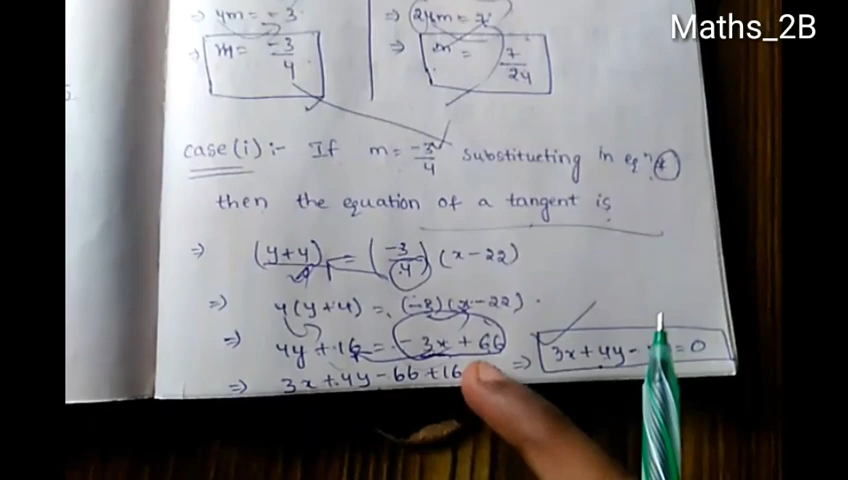 Maths_2B
⇒ 4m = -3
⇒ m = -3/4
⇒ 24m = 7
⇒ m = 7/24
case(i):- If m = -3/4 substituting in eqn
then the equation of a tangent is
⇒ (y+4) = (-3/4) (x-22)
⇒ 4(y+4) = (-3)(x-22).
⇒ 4y + 16 = -3x + 66
⇒ 3x + 4y - 66 + 16
⇒ 3x + 4y - = 0